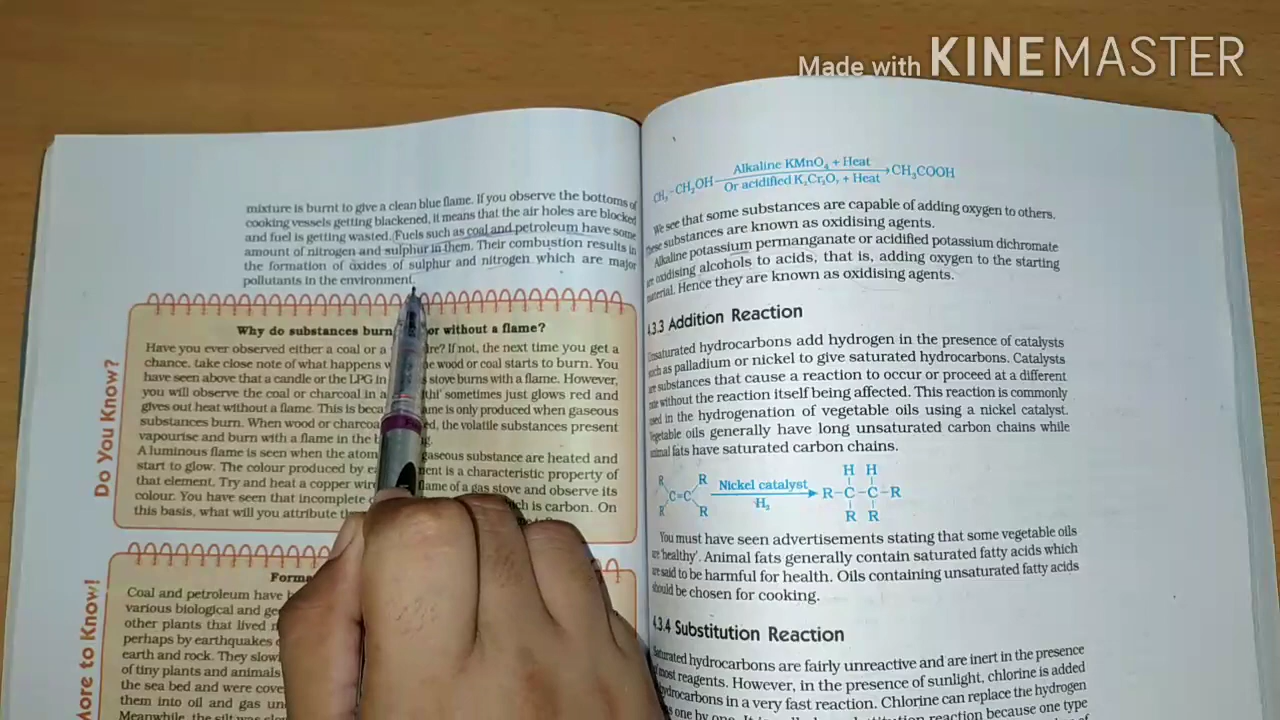 Made with KINEMASTER
mixture is burnt to give a clean blue flame. If you observe the bottoms of
cooking vessels getting blackened, it means that the air holes are blocked
and fuel is getting wasted. Fuels such as coal and petroleum have some
amount of nitrogen and sulphur in them. Their combustion results in
the formation of oxides of sulphur and nitrogen which are major
pollutants in the environment.
Do You Know?
Why do substances burn or without a flame?
Have you ever observed either a coal or a If not, the next time you get a
chance, take close note of what happens wood or coal starts to burn. You
have seen above that a candle or the LPG in stove burns with a flame. However,
you will observe the coal or charcoal in a sometimes just glows red and
gives out heat without a flame. This is only produced when gaseous
substances burn. When wood or the volatile substances present
vapourise and burn with a flame in the
A luminous flame is seen when the gaseous substance are heated and
start to glow. The colour produced by is a characteristic property of
that element. Try and heat a copper wire flame of a gas stove and observe its
colour. You have seen that incomplete is carbon. On
this basis, what will you attribute
More to Know!
Coal and petroleum have
various biological and
other plants that lived
perhaps by earthquakes
earth and rock. They
of tiny plants and animals
the sea bed and were
them into oil and gas
Meanwhile, the silt was
CH3–CH2OH Alkaline KMnO4 + Heat → CH3COOH
Or acidified K2Cr2O7 + Heat
We see that some substances are capable of adding oxygen to others.
These substances are known as oxidising agents.
Alkaline potassium permanganate or acidified potassium dichromate
are oxidising alcohols to acids, that is, adding oxygen to the starting
material. Hence they are known as oxidising agents.
4.3.3 Addition Reaction
Unsaturated hydrocarbons add hydrogen in the presence of catalysts
such as palladium or nickel to give saturated hydrocarbons. Catalysts
are substances that cause a reaction to occur or proceed at a different
rate without the reaction itself being affected. This reaction is commonly
used in the hydrogenation of vegetable oils using a nickel catalyst.
Vegetable oils generally have long unsaturated carbon chains while
animal fats have saturated carbon chains.
H H
R R Nickel catalyst
C=C → R–C–C–R
R R H2
R R
You must have seen advertisements stating that some vegetable oils
are 'healthy'. Animal fats generally contain saturated fatty acids which
are said to be harmful for health. Oils containing unsaturated fatty acids
should be chosen for cooking.
4.3.4 Substitution Reaction
Saturated hydrocarbons are fairly unreactive and are inert in the presence
of most reagents. However, in the presence of sunlight, chlorine is added
hydrocarbons in a very fast reaction. Chlorine can replace the hydrogen
one by one. reaction because one type